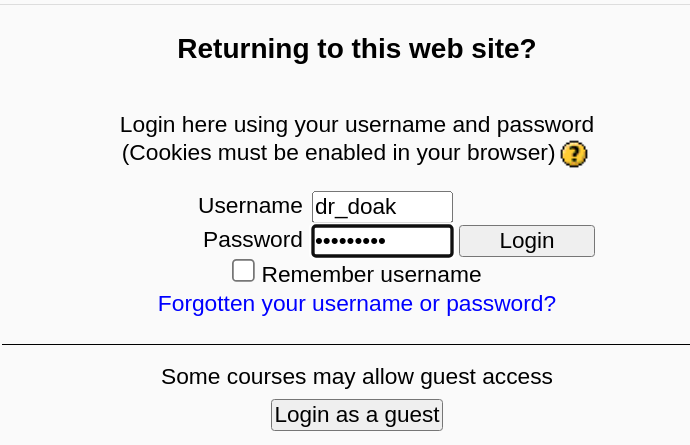 Returning to this web site?
Login here using your username and password
(Cookies must be enabled in your browser) ?
Username dr_doak
Password ••••••••• Login
Remember username
Forgotten your username or password?
Some courses may allow guest access
Login as a guest